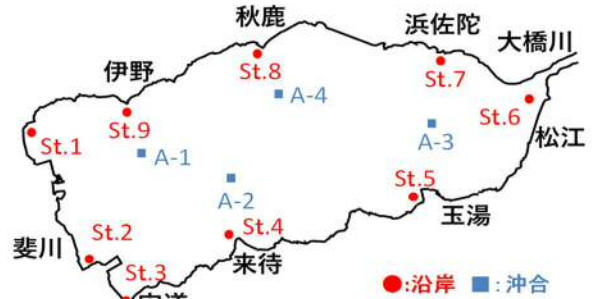 秋鹿
浜佐陀
大橋川
伊野
St.8
St.7
A-4
St.6
St.9
A-3
St.1
松江
A-1
A-2
St.5
玉湯
St.4
斐川
St.2
来待
St.3
●:沿岸 ■:沖合